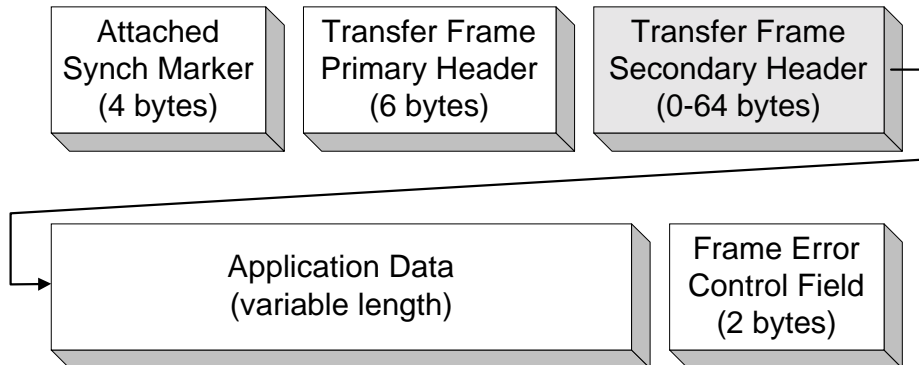 Attached
Synch Marker
(4 bytes)
Transfer Frame
Primary Header
(6 bytes)
Transfer Frame
Secondary Header
(0-64 bytes)
Application Data
(variable length)
Frame Error
Control Field
(2 bytes)